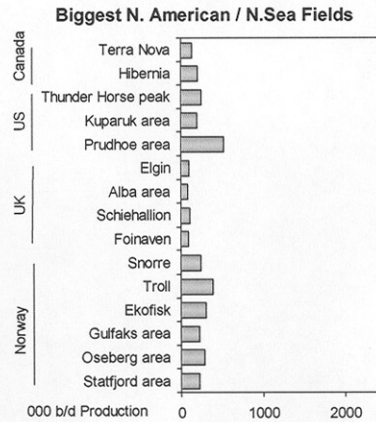 Biggest N. American / N.Sea Fields
Canada
Terra Nova
Hibernia
US
Thunder Horse peak
Kuparuk area
Prudhoe area
UK
Elgin
Alba area
Schiehallion
Foinaven
Norway
Snorre
Troll
Ekofisk
Gulfaks area
Oseberg area
Statfjord area
000 b/d Production 0 1000 2000